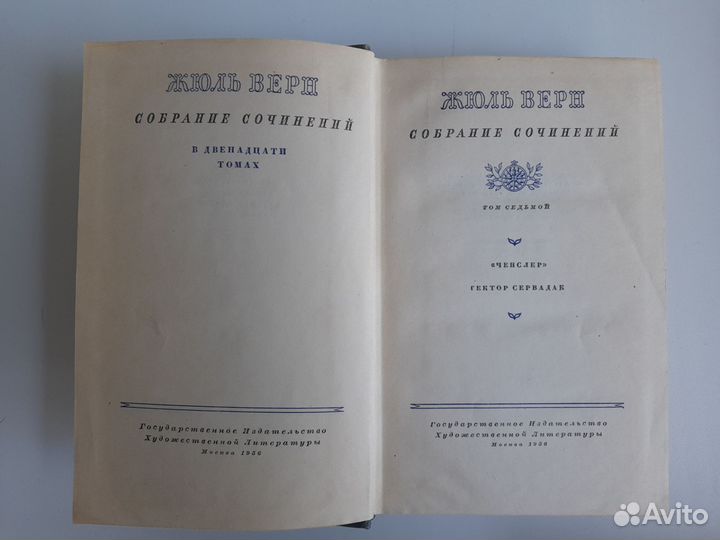 ЖЮЛЬ ВЕРН
СОБРАНИЕ СОЧИНЕНИЙ
В ДВЕНАДЦАТИ
ТОМАХ
Государственное Издательство
Художественной Литературы
Москва 1956
ЖЮЛЬ ВЕРН
СОБРАНИЕ СОЧИНЕНИЙ
ТОМ СЕДЬМОЙ
«ЧЕНСЛЕР»
ГЕКТОР СЕРВАДАК
Государственное Издательство
Художественной Литературы
Москва 1956
Avito